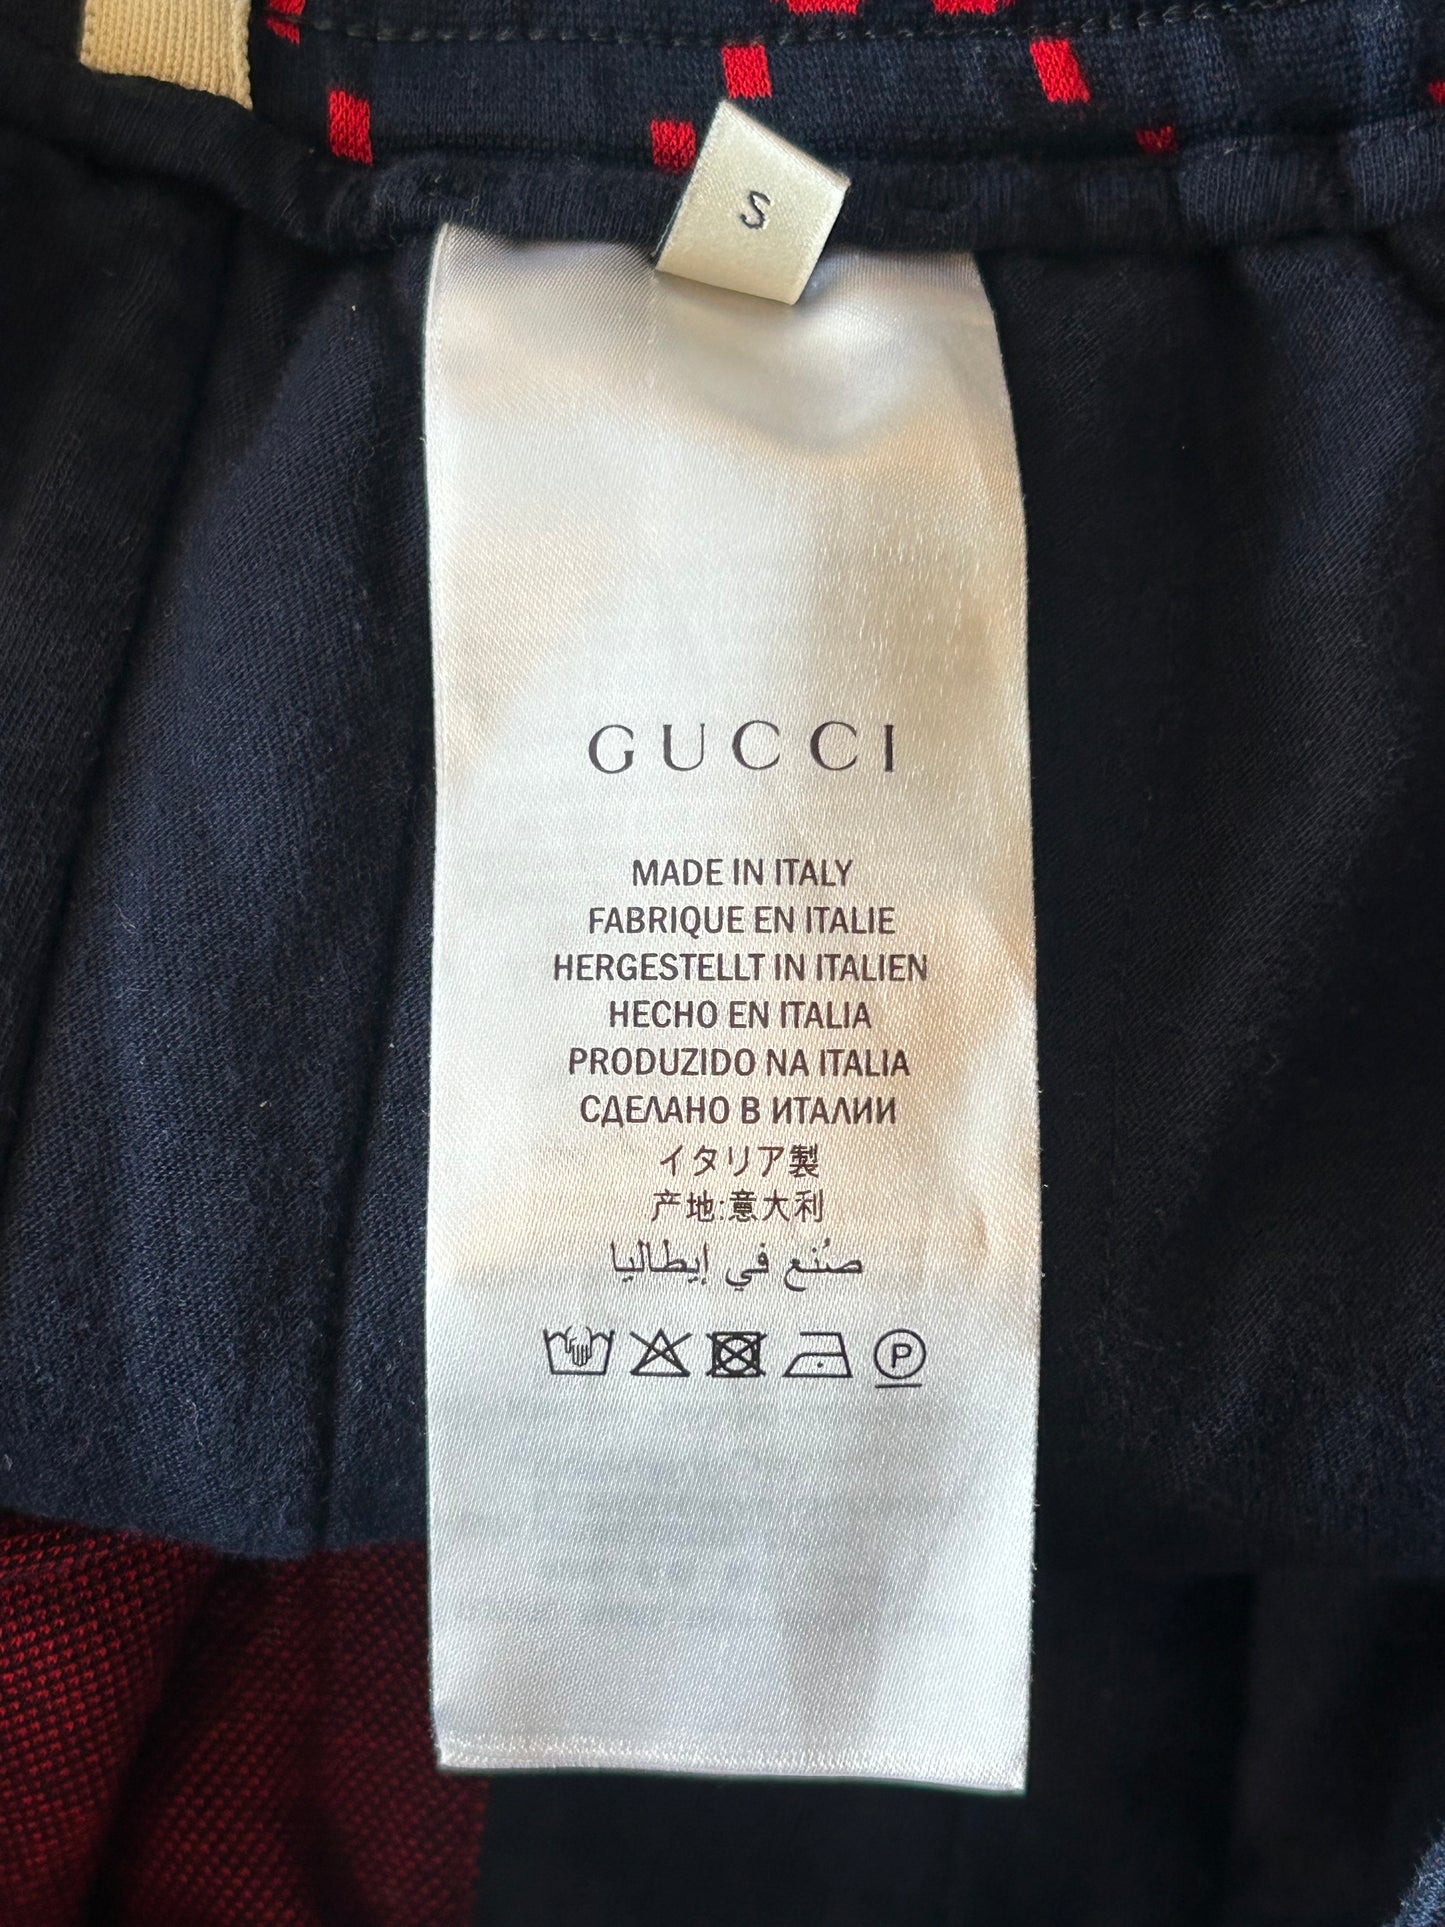 S
GUCCI
MADE IN ITALY
FABRIQUE EN ITALIE
HERGESTELLT IN ITALIEN
HECHO EN ITALIA
PRODUZIDO NA ITALIA
СДЕЛАНО В ИТАЛИИ
イタリア製
产地:意大利
صُنع في إيطاليا
P